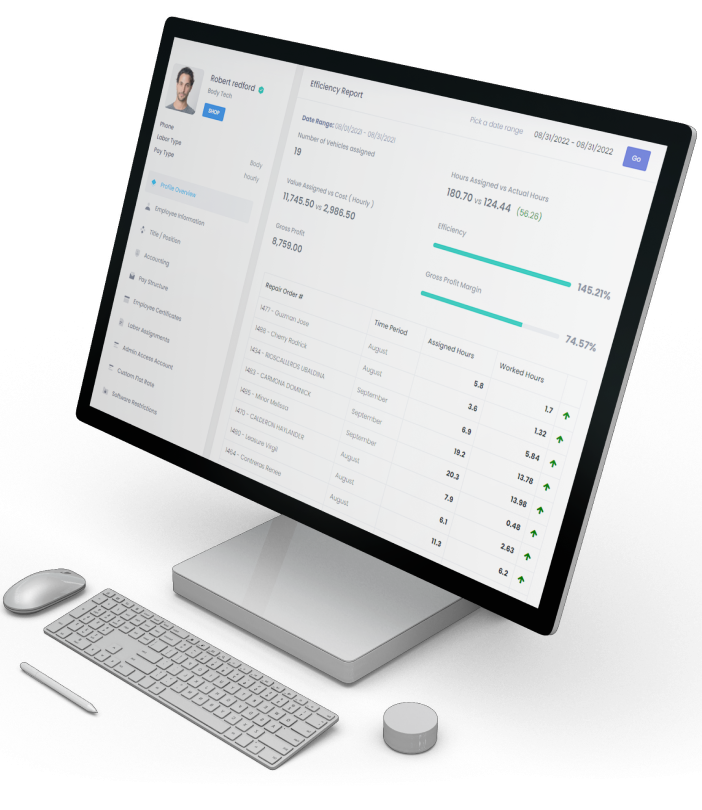 Robert redford
Body Tech
SHOP
Phone
Labor Type
Body
Pay Type
hourly
Profile Overview
Employee Information
Title / Position
Accounting
Pay Structure
Employee Certificates
Labor Assignments
Admin Access Account
Custom Flat Rate
Software Restrictions
Efficiency Report
Pick a date range
08/31/2022 - 08/31/2022
Go
Date Range: 08/01/2021 - 08/31/2021
Number of Vehicles assigned
19
Hours Assigned vs Actual Hours
180.70 vs 124.44 (56.26)
Value Assigned vs Cost ( Hourly )
11,745.50 vs 2,986.50
Efficiency
145.21%
Gross Profit
8,759.00
Gross Profit Margin
74.57%
Repair Order # Time Period Assigned Hours Worked Hours
1471 - Guzman Jose August 5.8 1.7
1466 - Cherry Rodrick August 3.6 1.32
1434 - RIOSCALLEROS UBALDINA September 6.9 5.84
1463 - CARMONA DOMINICK September 19.2 13.78
1465 - Minor Melissa August 20.3 13.98
1470 - CALDERON HAYLANDER August 7.9 0.48
1460 - Leasure Virgil August 6.1 2.63
1464 - Contreras Renee August 11.3 6.2